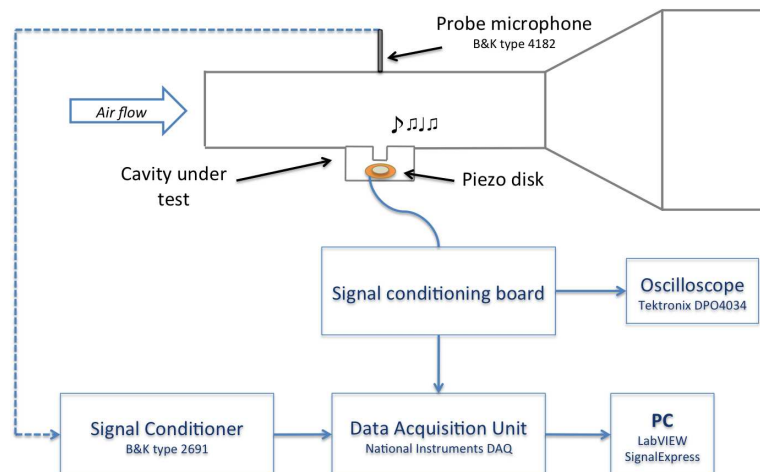 Probe microphone
B&K type 4182
Air flow
Cavity under
test
Piezo disk
Signal conditioning board
Oscilloscope
Tektronix DPO4034
Signal Conditioner
B&K type 2691
Data Acquisition Unit
National Instruments DAQ
PC
LabVIEW
SignalExpress